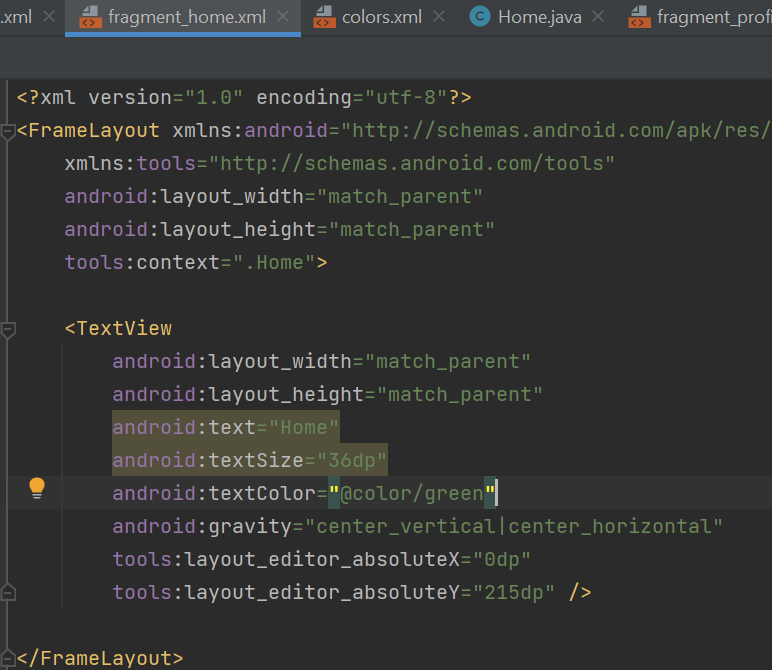 .xml fragment_home.xml colors.xml C Home.java fragment_profi
<?xml version="1.0" encoding="utf-8"?>
<FrameLayout xmlns:android="http://schemas.android.com/apk/res/
    xmlns:tools="http://schemas.android.com/tools"
    android:layout_width="match_parent"
    android:layout_height="match_parent"
    tools:context=".Home">
    <TextView
        android:layout_width="match_parent"
        android:layout_height="match_parent"
        android:text="Home"
        android:textSize="36dp"
        android:textColor="@color/green"
        android:gravity="center_vertical|center_horizontal"
        tools:layout_editor_absoluteX="0dp"
        tools:layout_editor_absoluteY="215dp" />
</FrameLayout>